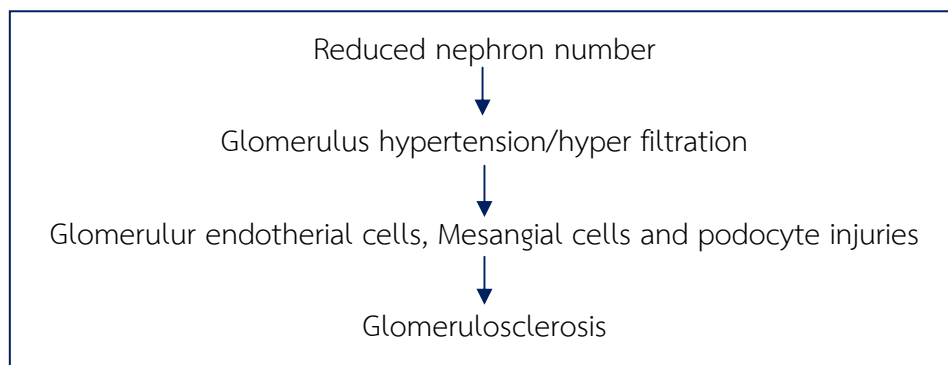 Reduced nephron number
Glomerulus hypertension/hyper filtration
Glomerulur endotherial cells, Mesangial cells and podocyte injuries
Glomerulosclerosis